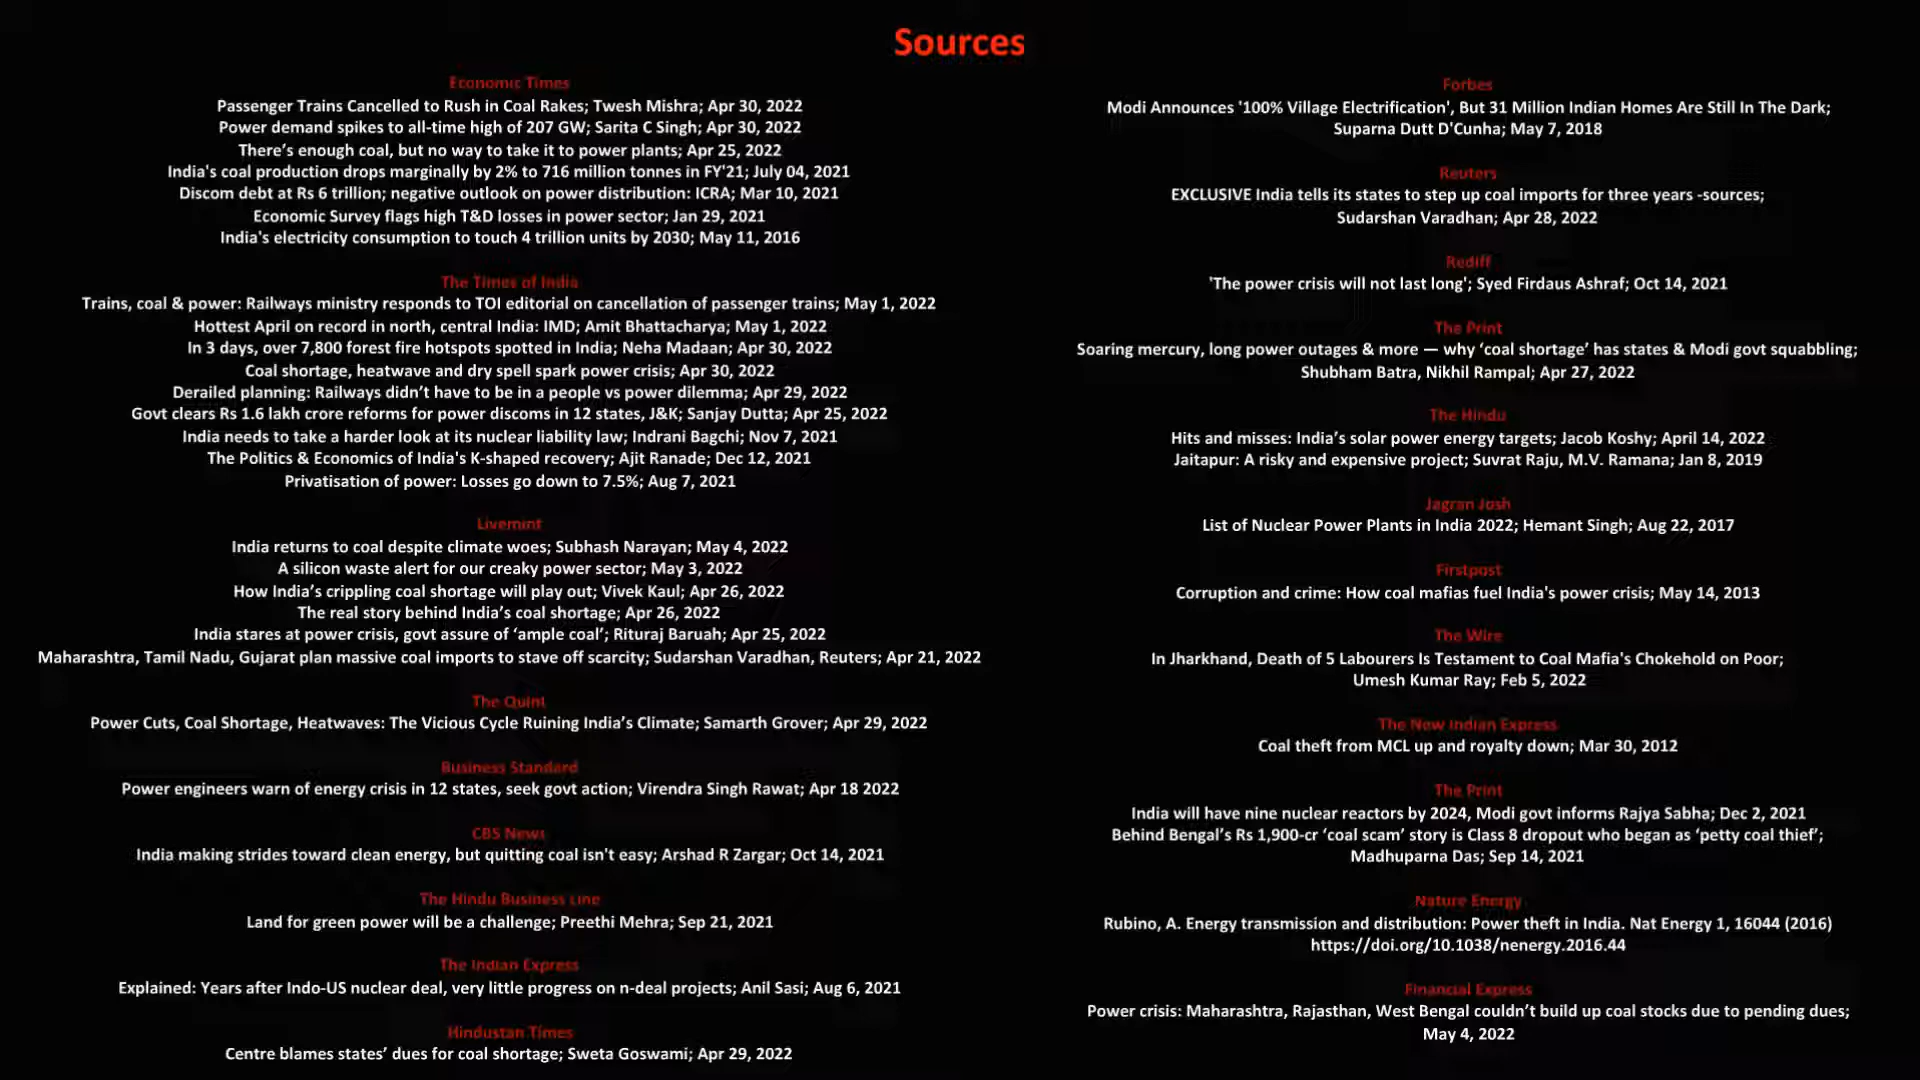 Sources
Economic Times
Passenger Trains Cancelled to Rush in Coal Rakes; Twesh Mishra; Apr 30, 2022
Power demand spikes to all-time high of 207 GW; Sarita C Singh; Apr 30, 2022
There’s enough coal, but no way to take it to power plants; Apr 25, 2022
India's coal production drops marginally by 2% to 716 million tonnes in FY'21; July 04, 2021
Discom debt at Rs 6 trillion; negative outlook on power distribution: ICRA; Mar 10, 2021
Economic Survey flags high T&D losses in power sector; Jan 29, 2021
India's electricity consumption to touch 4 trillion units by 2030; May 11, 2016
The Times of India
Trains, coal & power: Railways ministry responds to TOI editorial on cancellation of passenger trains; May 1, 2022
Hottest April on record in north, central India: IMD; Amit Bhattacharya; May 1, 2022
In 3 days, over 7,800 forest fire hotspots spotted in India; Neha Madaan; Apr 30, 2022
Coal shortage, heatwave and dry spell spark power crisis; Apr 30, 2022
Derailed planning: Railways didn’t have to be in a people vs power dilemma; Apr 29, 2022
Govt clears Rs 1.6 lakh crore reforms for power discoms in 12 states, J&K; Sanjay Dutta; Apr 25, 2022
India needs to take a harder look at its nuclear liability law; Indrani Bagchi; Nov 7, 2021
The Politics & Economics of India's K-shaped recovery; Ajit Ranade; Dec 12, 2021
Privatisation of power: Losses go down to 7.5%; Aug 7, 2021
Livemint
India returns to coal despite climate woes; Subhash Narayan; May 4, 2022
A silicon waste alert for our creaky power sector; May 3, 2022
How India’s crippling coal shortage will play out; Vivek Kaul; Apr 26, 2022
The real story behind India’s coal shortage; Apr 26, 2022
India stares at power crisis, govt assure of ‘ample coal’; Rituraj Baruah; Apr 25, 2022
Maharashtra, Tamil Nadu, Gujarat plan massive coal imports to stave off scarcity; Sudarshan Varadhan, Reuters; Apr 21, 2022
The Quint
Power Cuts, Coal Shortage, Heatwaves: The Vicious Cycle Ruining India’s Climate; Samarth Grover; Apr 29, 2022
Business Standard
Power engineers warn of energy crisis in 12 states, seek govt action; Virendra Singh Rawat; Apr 18 2022
CBS News
India making strides toward clean energy, but quitting coal isn't easy; Arshad R Zargar; Oct 14, 2021
The Hindu Business Line
Land for green power will be a challenge; Preethi Mehra; Sep 21, 2021
The Indian Express
Explained: Years after Indo-US nuclear deal, very little progress on n-deal projects; Anil Sasi; Aug 6, 2021
Hindustan Times
Centre blames states’ dues for coal shortage; Sweta Goswami; Apr 29, 2022
Forbes
Modi Announces '100% Village Electrification', But 31 Million Indian Homes Are Still In The Dark;
Suparna Dutt D'Cunha; May 7, 2018
Reuters
EXCLUSIVE India tells its states to step up coal imports for three years -sources;
Sudarshan Varadhan; Apr 28, 2022
Rediff
'The power crisis will not last long'; Syed Firdaus Ashraf; Oct 14, 2021
The Print
Soaring mercury, long power outages & more — why ‘coal shortage’ has states & Modi govt squabbling;
Shubham Batra, Nikhil Rampal; Apr 27, 2022
The Hindu
Hits and misses: India’s solar power energy targets; Jacob Koshy; April 14, 2022
Jaitapur: A risky and expensive project; Suvrat Raju, M.V. Ramana; Jan 8, 2019
Jagran Josh
List of Nuclear Power Plants in India 2022; Hemant Singh; Aug 22, 2017
Firstpost
Corruption and crime: How coal mafias fuel India's power crisis; May 14, 2013
The Wire
In Jharkhand, Death of 5 Labourers Is Testament to Coal Mafia's Chokehold on Poor;
Umesh Kumar Ray; Feb 5, 2022
The New Indian Express
Coal theft from MCL up and royalty down; Mar 30, 2012
The Print
India will have nine nuclear reactors by 2024, Modi govt informs Rajya Sabha; Dec 2, 2021
Behind Bengal’s Rs 1,900-cr ‘coal scam’ story is Class 8 dropout who began as ‘petty coal thief’;
Madhuparna Das; Sep 14, 2021
Nature Energy
Rubino, A. Energy transmission and distribution: Power theft in India. Nat Energy 1, 16044 (2016)
https://doi.org/10.1038/nenergy.2016.44
Financial Express
Power crisis: Maharashtra, Rajasthan, West Bengal couldn’t build up coal stocks due to pending dues;
May 4, 2022